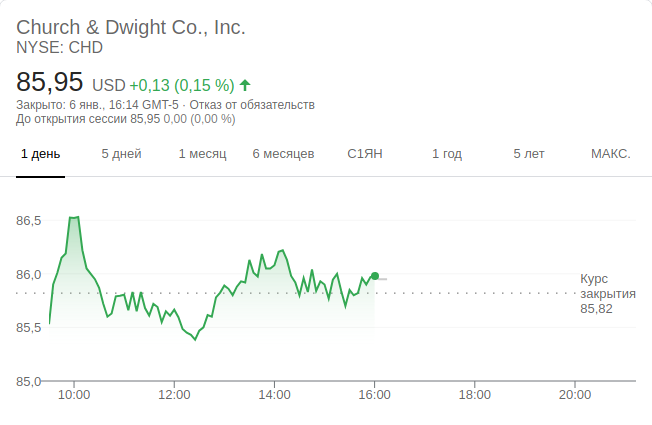 Church & Dwight Co., Inc.
NYSE: CHD
85,95 USD +0,13 (0,15 %)
Закрыто: 6 янв., 16:14 GMT-5 · Отказ от обязательств
До открытия сессии 85,95 0,00 (0,00 %)
1 день 5 дней 1 месяц 6 месяцев С1ЯН 1 год 5 лет МАКС.
86,5
86,0
Курс
закрытия
85,82
85,5
85,0
10:00 12:00 14:00 16:00 18:00 20:00